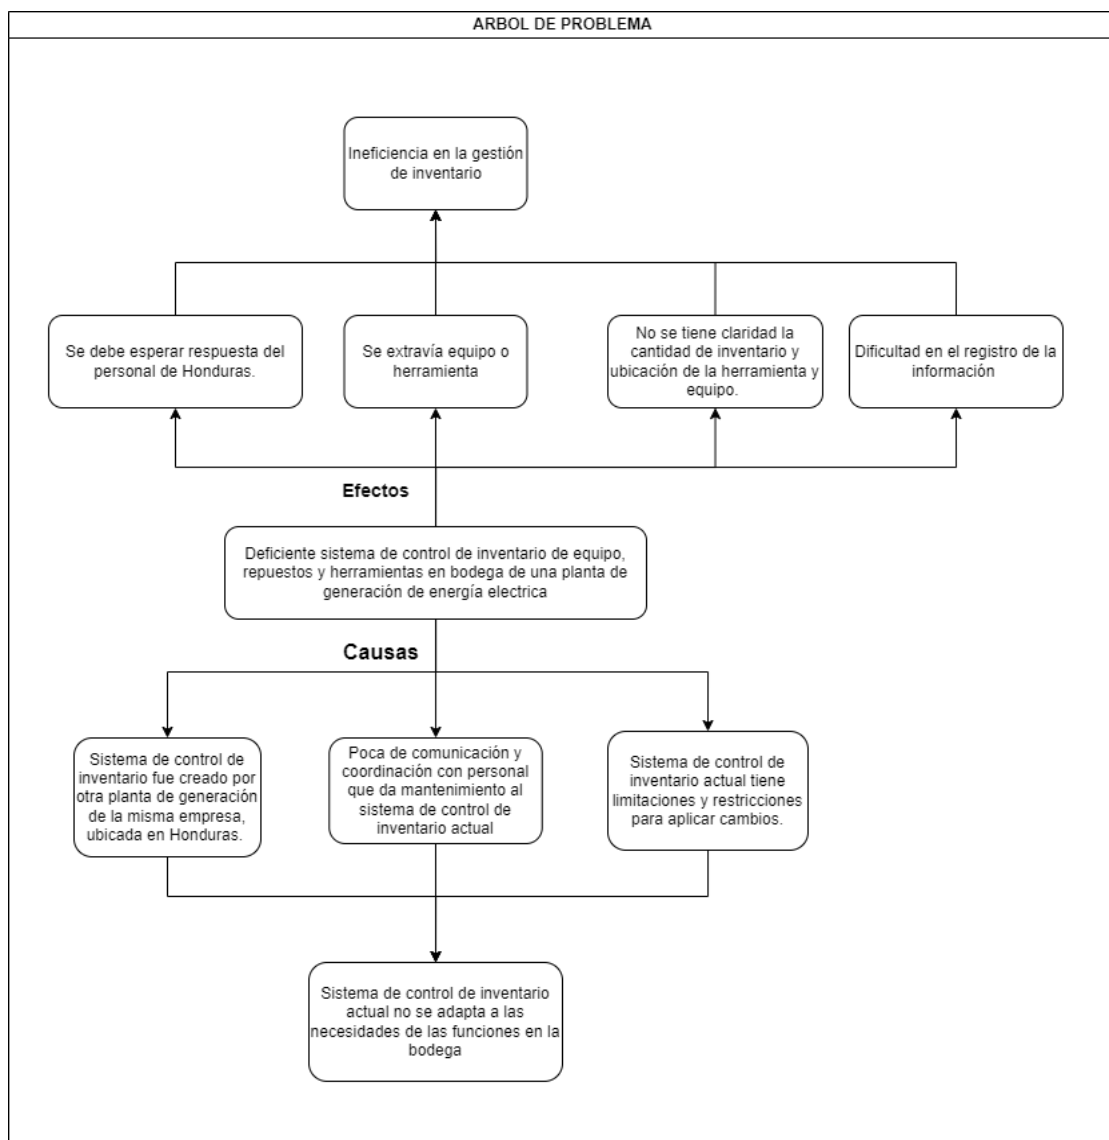 ARBOL DE PROBLEMA
Ineficiencia en la gestión
de inventario
Se debe esperar respuesta del
personal de Honduras.
Se extravía equipo o
herramienta
No se tiene claridad la
cantidad de inventario y
ubicación de la herramienta y
equipo.
Dificultad en el registro de la
información
Efectos
Deficiente sistema de control de inventario de equipo,
repuestos y herramientas en bodega de una planta de
generación de energía electrica
Causas
Sistema de control de
inventario fue creado por
otra planta de generación
de la misma empresa,
ubicada en Honduras.
Poca de comunicación y
coordinación con personal
que da mantenimiento al
sistema de control de
inventario actual
Sistema de control de
inventario actual tiene
limitaciones y restricciones
para aplicar cambios.
Sistema de control de inventario
actual no se adapta a las
necesidades de las funciones en la
bodega